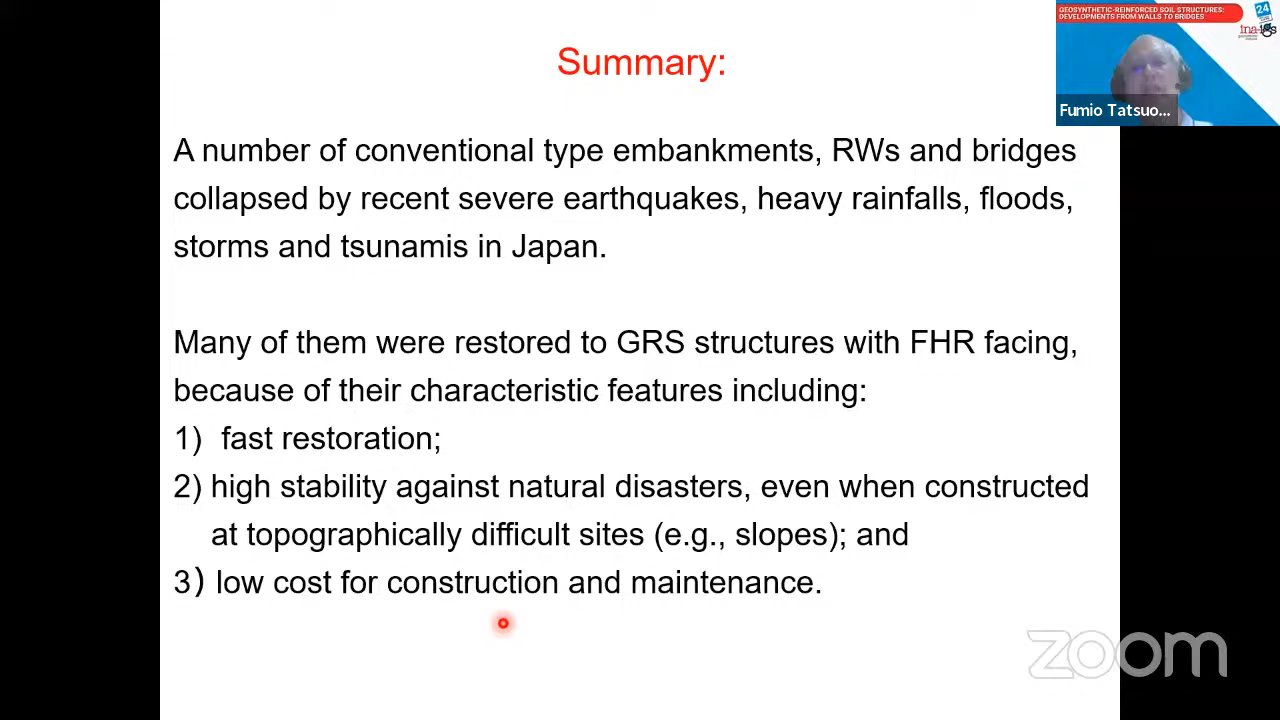 GEOSYNTHETIC-REINFORCED SOIL STRUCTURES:
DEVELOPMENTS FROM WALLS TO BRIDGES
24
Fumio Tatsuo...
Summary:
A number of conventional type embankments, RWs and bridges
collapsed by recent severe earthquakes, heavy rainfalls, floods,
storms and tsunamis in Japan.
Many of them were restored to GRS structures with FHR facing,
because of their characteristic features including:
1) fast restoration;
2) high stability against natural disasters, even when constructed
at topographically difficult sites (e.g., slopes); and
3) low cost for construction and maintenance.
zoom